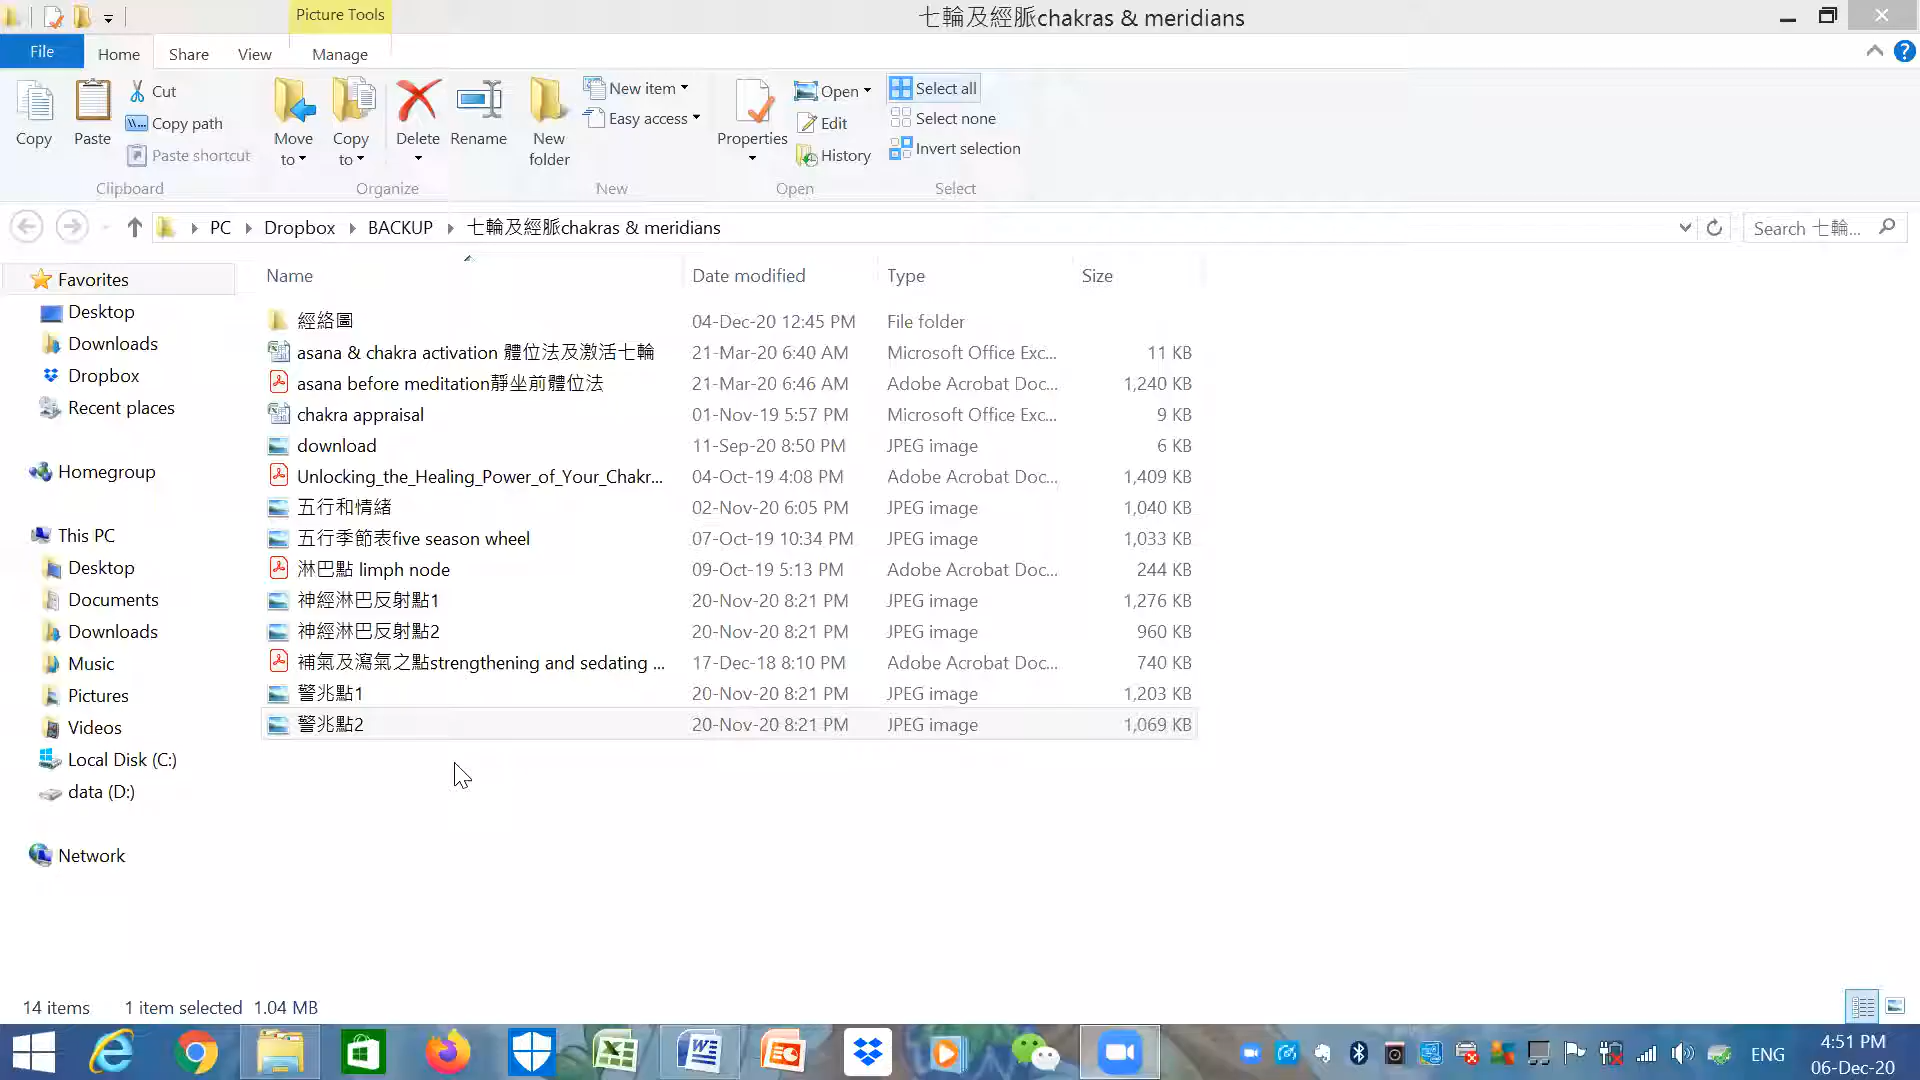 Picture Tools
七輪及經脈chakras & meridians
File
Home
Share
View
Manage
Copy
Paste
Cut
Copy path
Paste shortcut
Clipboard
Move to
Copy to
Delete
Rename
Organize
New folder
New item
Easy access
New
Properties
Open
Edit
History
Open
Select all
Select none
Invert selection
Select
PC
Dropbox
BACKUP
七輪及經脈chakras & meridians
Search 七輪...
Favorites
Desktop
Downloads
Dropbox
Recent places
Homegroup
This PC
Desktop
Documents
Downloads
Music
Pictures
Videos
Local Disk (C:)
data (D:)
Network
Name Date modified Type Size
經絡圖 04-Dec-20 12:45 PM File folder
asana & chakra activation 體位法及激活七輪 21-Mar-20 6:40 AM Microsoft Office Exc... 11 KB
asana before meditation靜坐前體位法 21-Mar-20 6:46 AM Adobe Acrobat Doc... 1,240 KB
chakra appraisal 01-Nov-19 5:57 PM Microsoft Office Exc... 9 KB
download 11-Sep-20 8:50 PM JPEG image 6 KB
Unlocking_the_Healing_Power_of_Your_Chakr... 04-Oct-19 4:08 PM Adobe Acrobat Doc... 1,409 KB
五行和情緒 02-Nov-20 6:05 PM JPEG image 1,040 KB
五行季節表five season wheel 07-Oct-19 10:34 PM JPEG image 1,033 KB
淋巴點 limph node 09-Oct-19 5:13 PM Adobe Acrobat Doc... 244 KB
神經淋巴反射點1 20-Nov-20 8:21 PM JPEG image 1,276 KB
神經淋巴反射點2 20-Nov-20 8:21 PM JPEG image 960 KB
補氣及瀉氣之點strengthening and sedating ... 17-Dec-18 8:10 PM Adobe Acrobat Doc... 740 KB
警兆點1 20-Nov-20 8:21 PM JPEG image 1,203 KB
警兆點2 20-Nov-20 8:21 PM JPEG image 1,069 KB
14 items 1 item selected 1.04 MB
ENG
4:51 PM
06-Dec-20